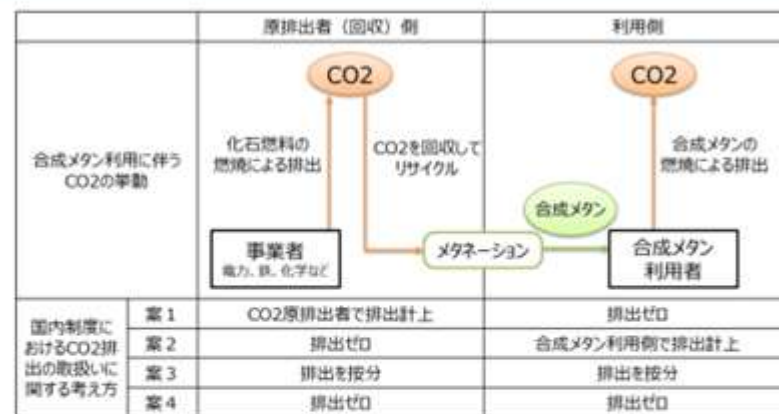 原排出者（回収）側
利用側
合成メタン利用に伴う
CO2の挙動
CO2
化石燃料の
燃焼による排出
CO2を回収して
リサイクル
事業者
電力、鉄、化学など
メタネーション
CO2
合成メタンの
燃焼による排出
合成メタン
合成メタン
利用者
国内制度に
おけるCO2排
出の取扱いに
関する考え方
案1
CO2原排出者で排出計上
排出ゼロ
案2
排出ゼロ
合成メタン利用側で排出計上
案3
排出を按分
排出を按分
案4
排出ゼロ
排出ゼロ